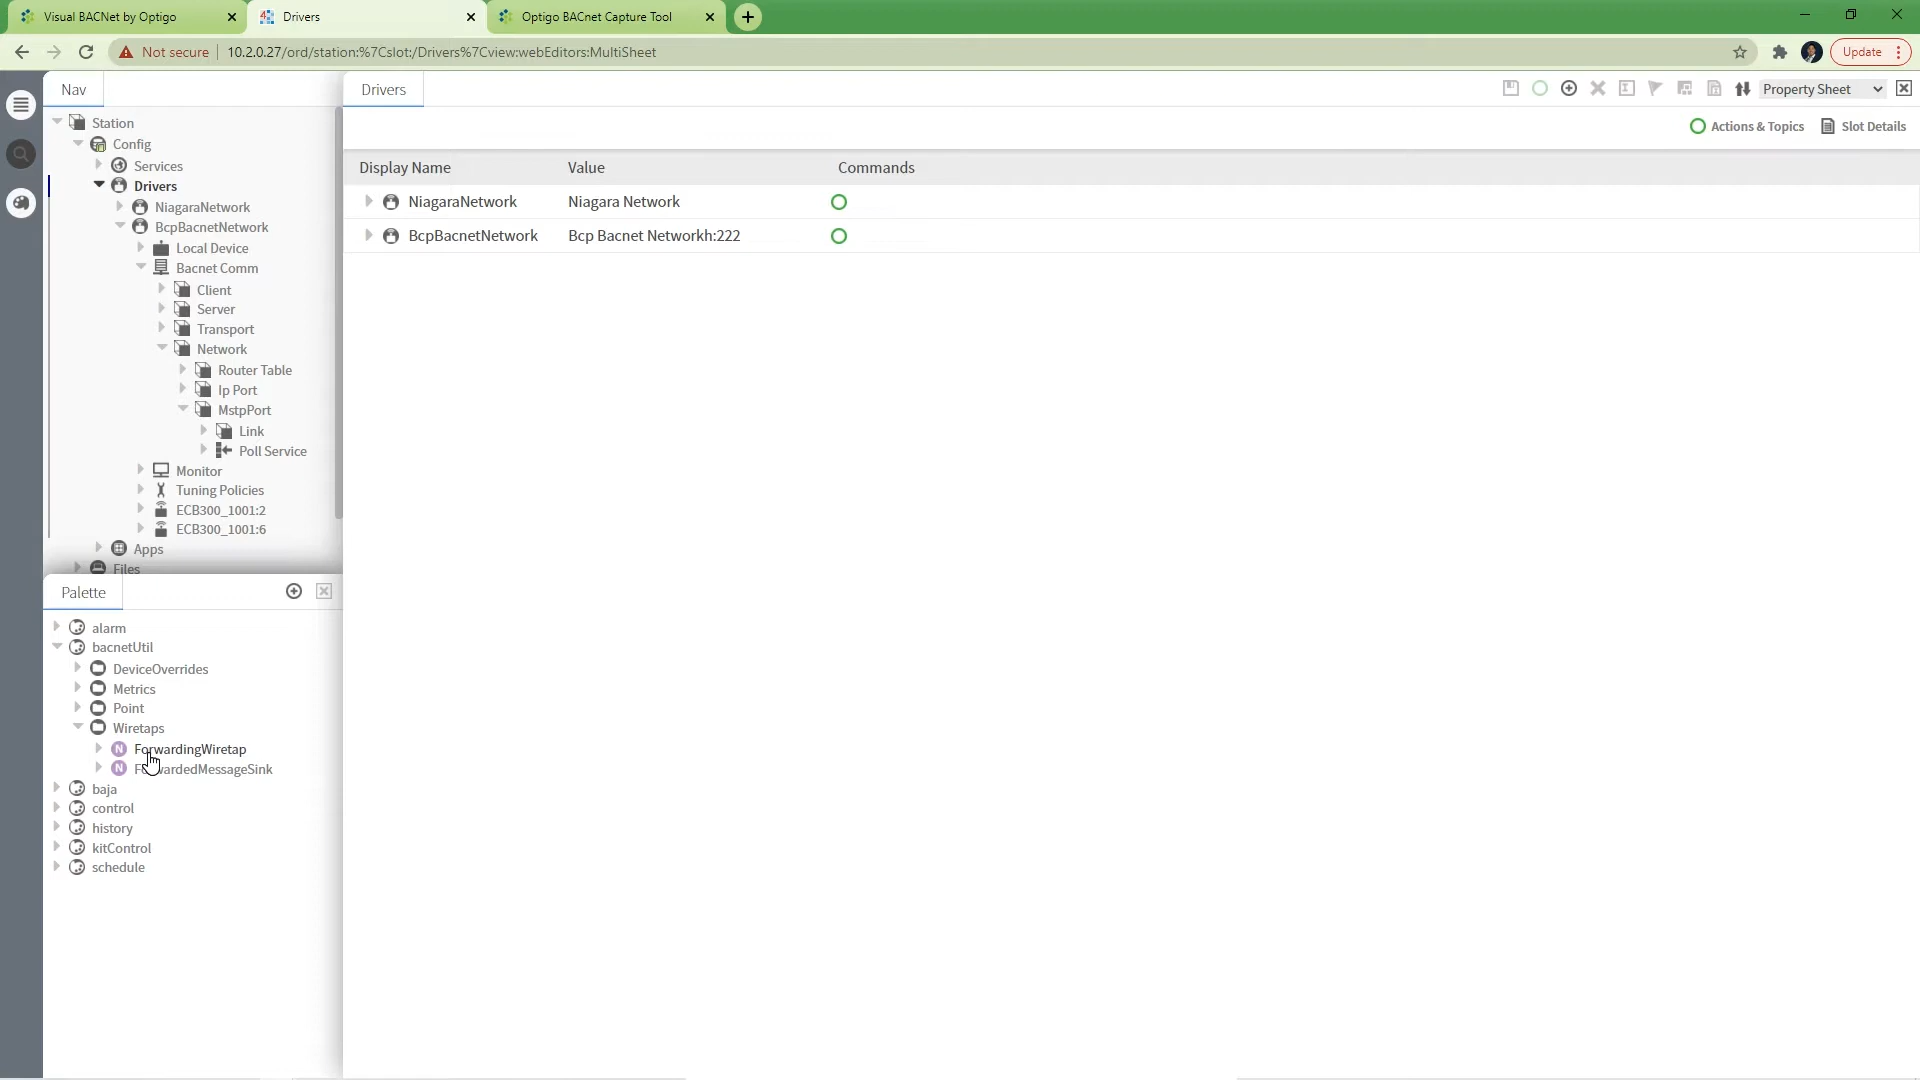 Visual BACNet by Optigo
Drivers
Optigo BACnet Capture Tool
Not secure
10.2.0.27/ord/station:%7Cslot:/Drivers%7Cview:webEditors:MultiSheet
Update
Nav
Drivers
Property Sheet
Actions & Topics
Slot Details
Station
Config
Services
Drivers
NiagaraNetwork
BcpBacnetNetwork
Local Device
Bacnet Comm
Client
Server
Transport
Network
Router Table
Ip Port
MstpPort
Link
Poll Service
Monitor
Tuning Policies
ECB300_1001:2
ECB300_1001:6
Apps
Files
Display Name Value Commands
NiagaraNetwork Niagara Network
BcpBacnetNetwork Bcp Bacnet Networkh:222
Palette
alarm
bacnetUtil
DeviceOverrides
Metrics
Point
Wiretaps
N ForwardingWiretap
N ForwardedMessageSink
baja
control
history
kitControl
schedule